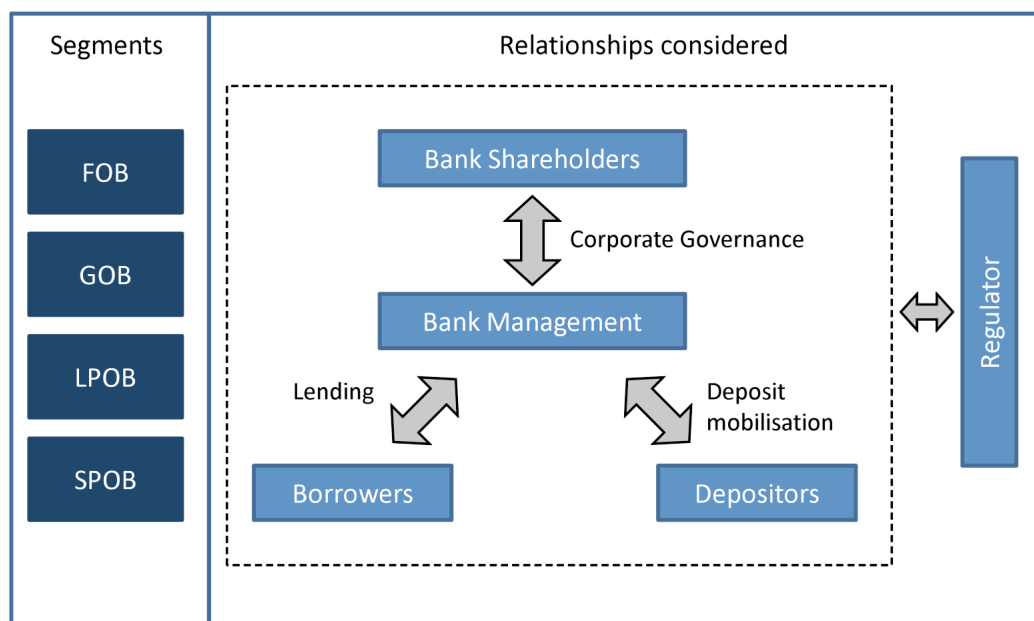 Segments
FOB
GOB
LPOB
SPOB
Relationships considered
Bank Shareholders
Corporate Governance
Bank Management
Lending
Deposit
mobilisation
Borrowers
Depositors
Regulator